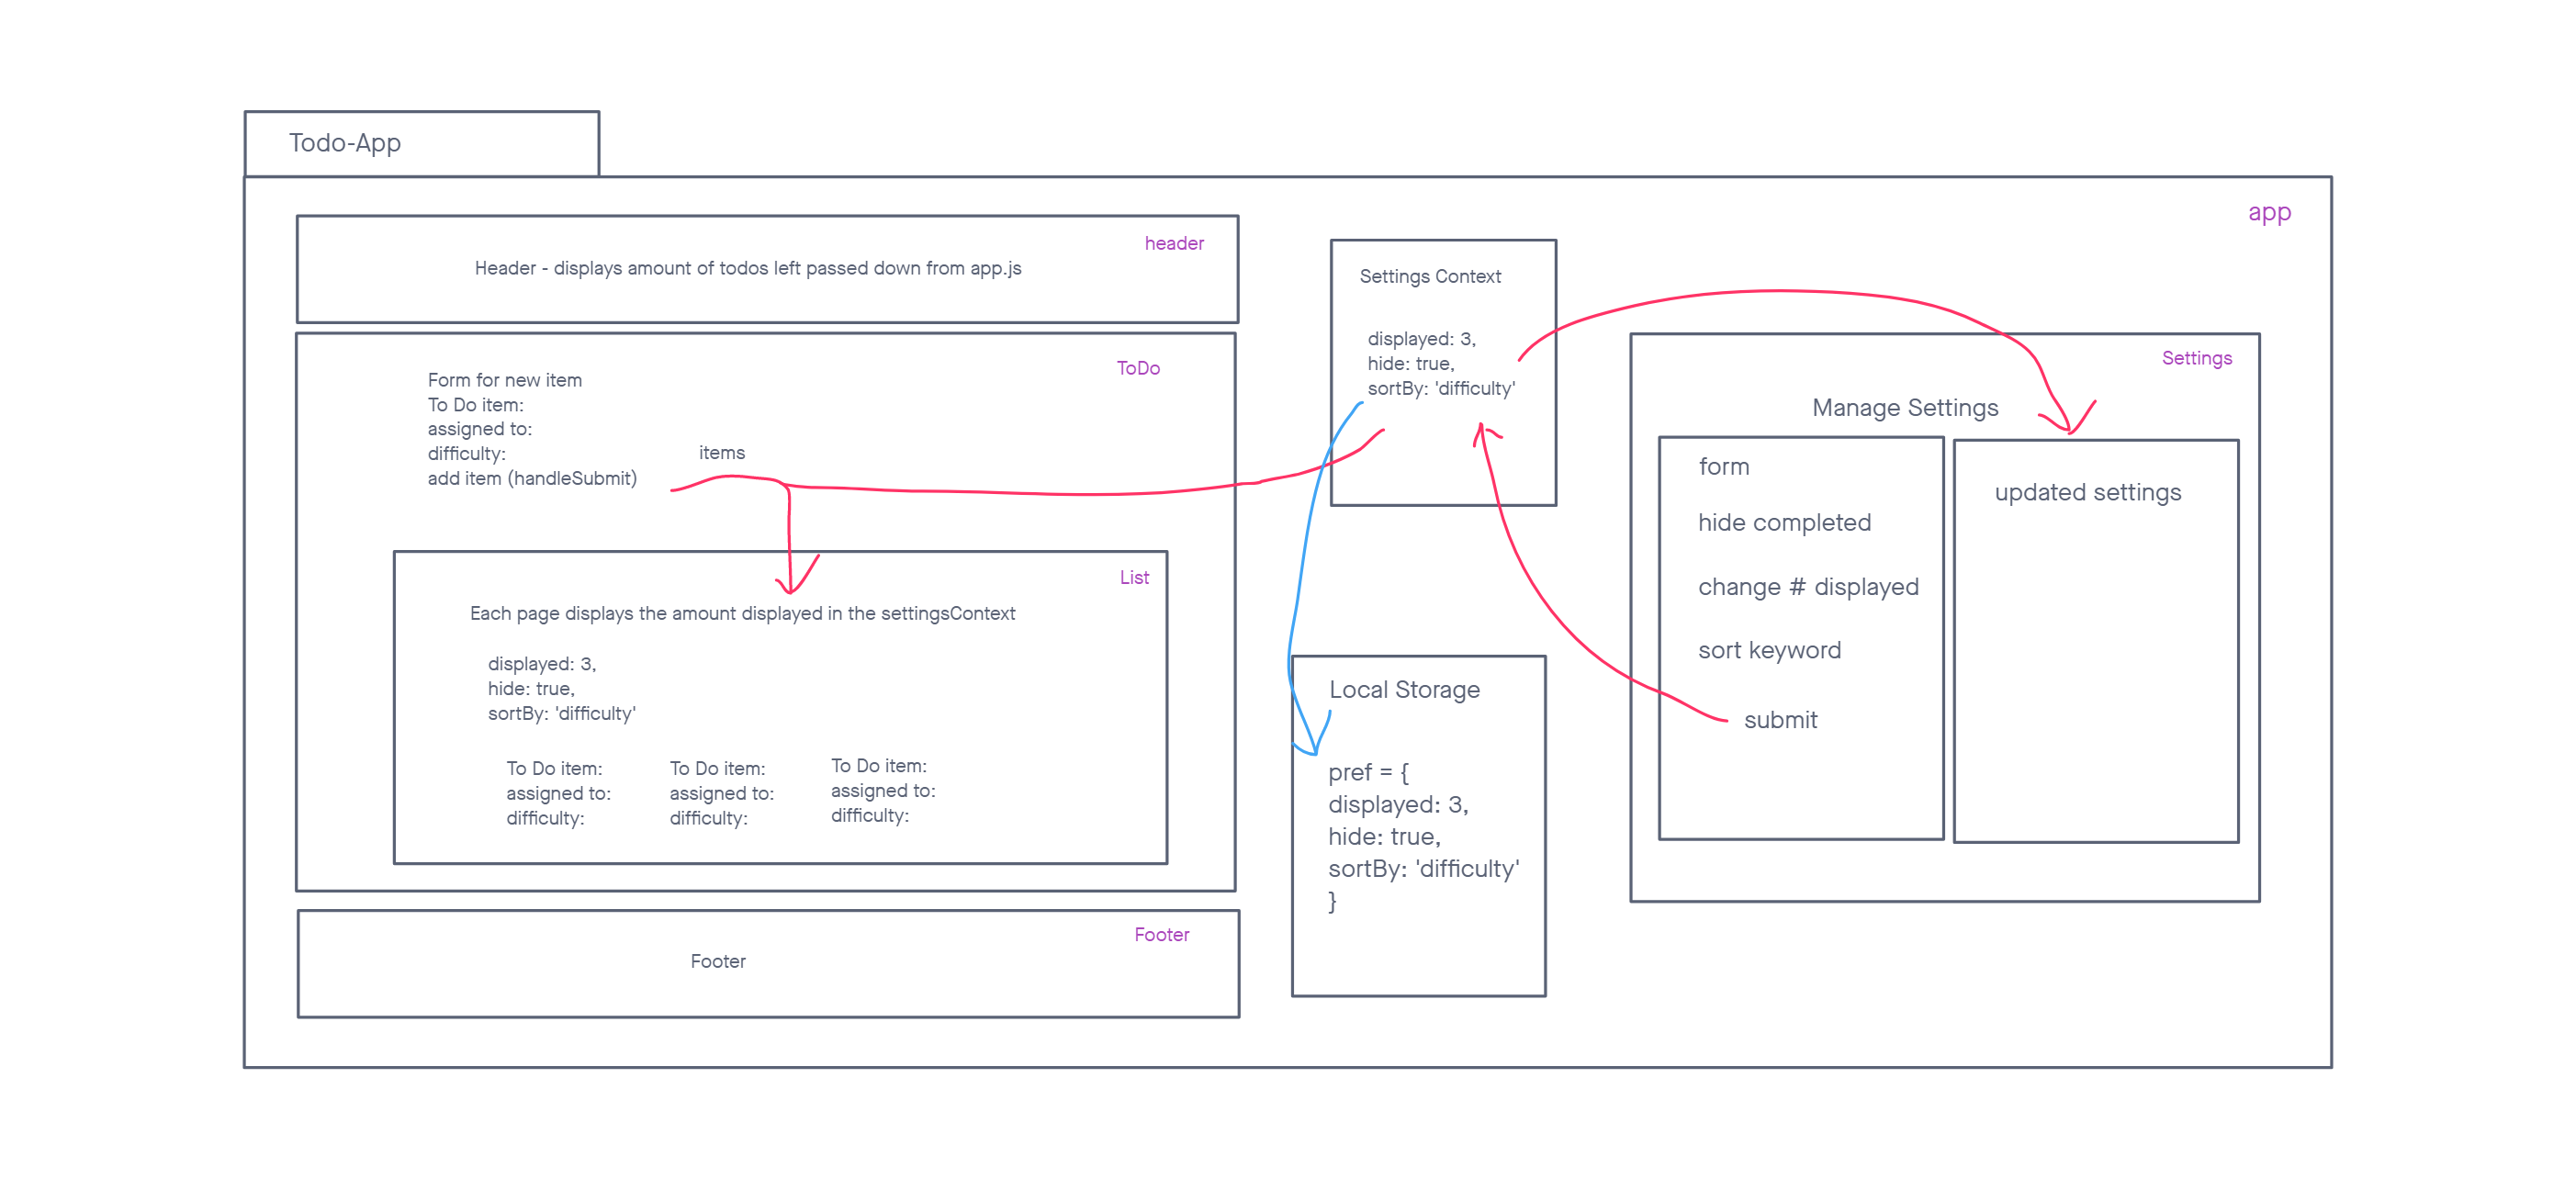 Todo-App
app
header
Header - displays amount of todos left passed down from app.js
ToDo
Form for new item
To Do item:
assigned to:
difficulty:
add item (handleSubmit)
items
List
Each page displays the amount displayed in the settingsContext
displayed: 3,
hide: true,
sortBy: 'difficulty'
To Do item:
assigned to:
difficulty:
To Do item:
assigned to:
difficulty:
To Do item:
assigned to:
difficulty:
Footer
Footer
Settings Context
displayed: 3,
hide: true,
sortBy: 'difficulty'
Local Storage
pref = {
displayed: 3,
hide: true,
sortBy: 'difficulty'
}
Settings
Manage Settings
form
hide completed
change # displayed
sort keyword
submit
updated settings